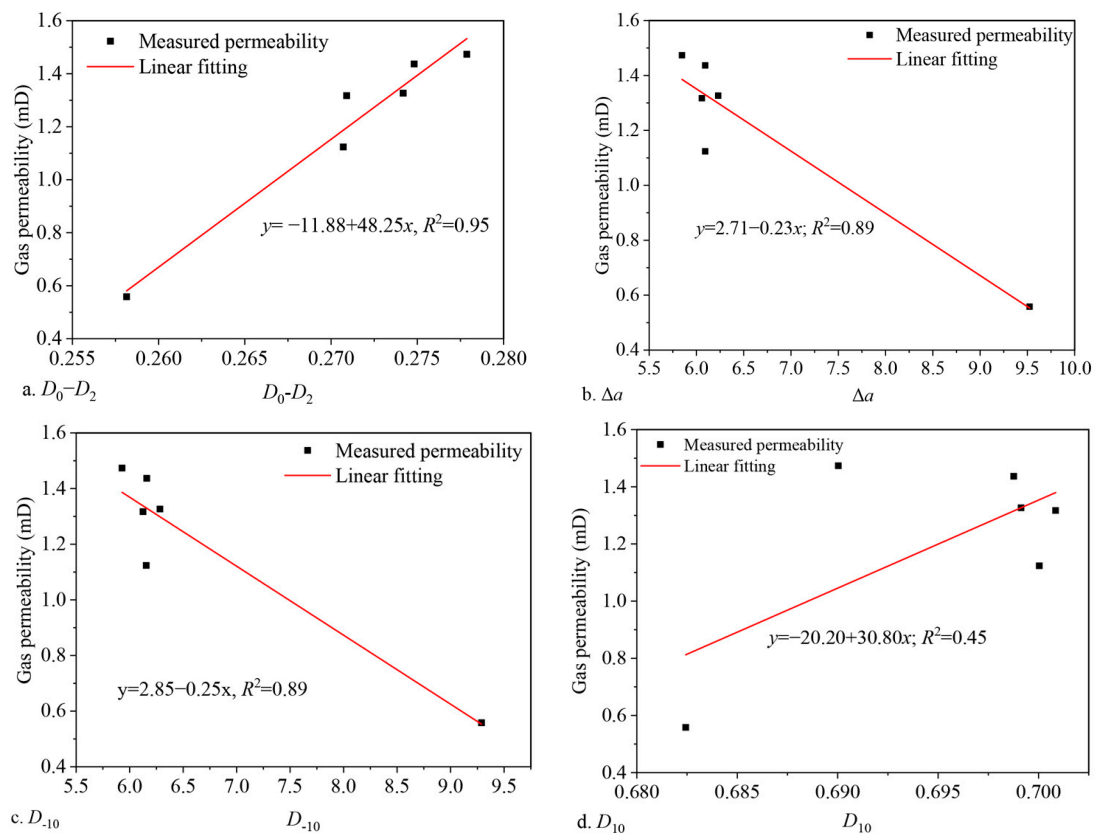 1.6
1.4
1.2
1.0
0.8
0.6
0.4
Gas permeability (mD)
Measured permeability
Linear fitting
y= −11.88+48.25x, R²=0.95
0.255 0.260 0.265 0.270 0.275 0.280
a. D₀−D₂
D₀-D₂
1.6
1.4
1.2
1.0
0.8
0.6
0.4
Gas permeability (mD)
Measured permeability
Linear fitting
y=2.71−0.23x; R²=0.89
5.5 6.0 6.5 7.0 7.5 8.0 8.5 9.0 9.5 10.0
b. Δa
Δa
1.6
1.4
1.2
1.0
0.8
0.6
0.4
Gas permeability (mD)
Measured permeability
Linear fitting
y=2.85−0.25x, R²=0.89
5.5 6.0 6.5 7.0 7.5 8.0 8.5 9.0 9.5
c. D₋₁₀
D₋₁₀
1.6
1.4
1.2
1.0
0.8
0.6
0.4
Gas permeability (mD)
Measured permeability
Linear fitting
y=−20.20+30.80x; R²=0.45
0.680 0.685 0.690 0.695 0.700
d. D₁₀
D₁₀